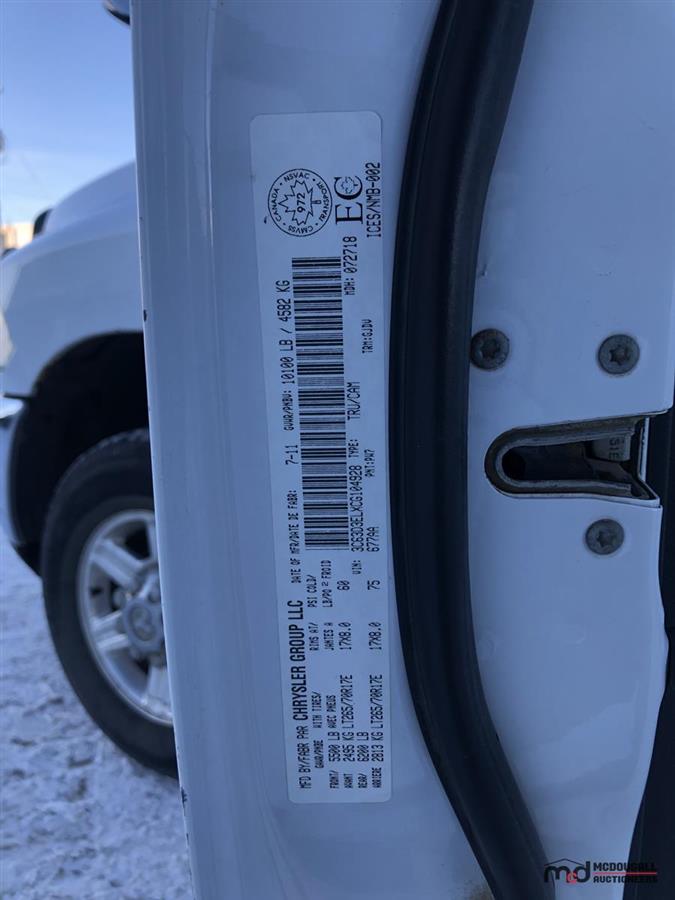 MFD BY/FABR PAR CHRYSLER GROUP LLC
DATE OF MFR/DATE DE FABR: 7-11
GVWR/PNBV: 10100 LB / 4582 KG
GAWR/PNBE WITH TIRES/ RIMS AT/ PSI COLD/
AVEC PNEUS JANTES A LB/PO² FROID
FRONT/ 5500 LB
AVANT 2495 KG LT265/70R17E 17X8.0 60
REAR/ 6200 LB
ARRIERE 2813 KG LT265/70R17E 17X8.0 75
VIN: 3C63D3ELXCG104928 TYPE: TRU/CAM
677AA PNT: PW7 TRM: GJDV
MDH: 072718
CANADA · NSVAC · TRANSPORT · CMVSS
972
B
EC
ICES/NMB-002
mcd MCDOUGALL
AUCTIONEERS